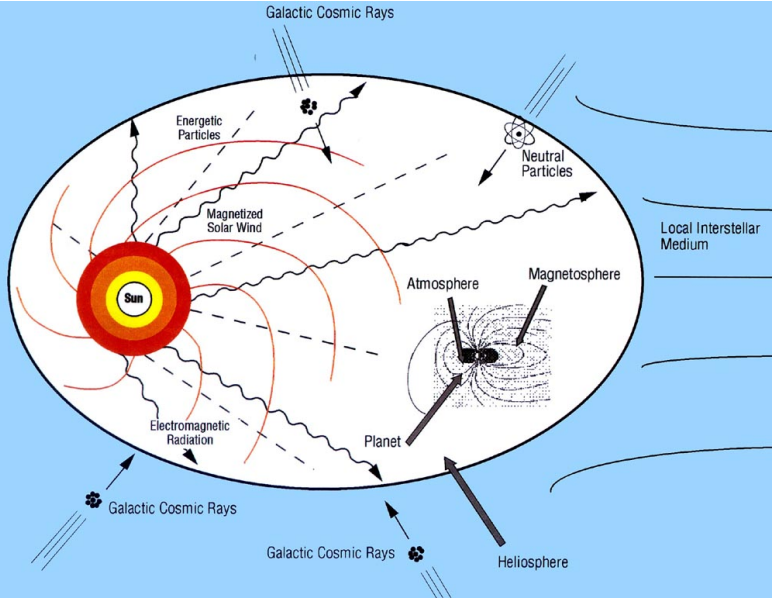 Galactic Cosmic Rays
Energetic
Particles
Neutral
Particles
Magnetized
Solar Wind
Local Interstellar
Medium
Atmosphere
Magnetosphere
Sun
Electromagnetic
Radiation
Planet
Galactic Cosmic Rays
Galactic Cosmic Rays
Heliosphere